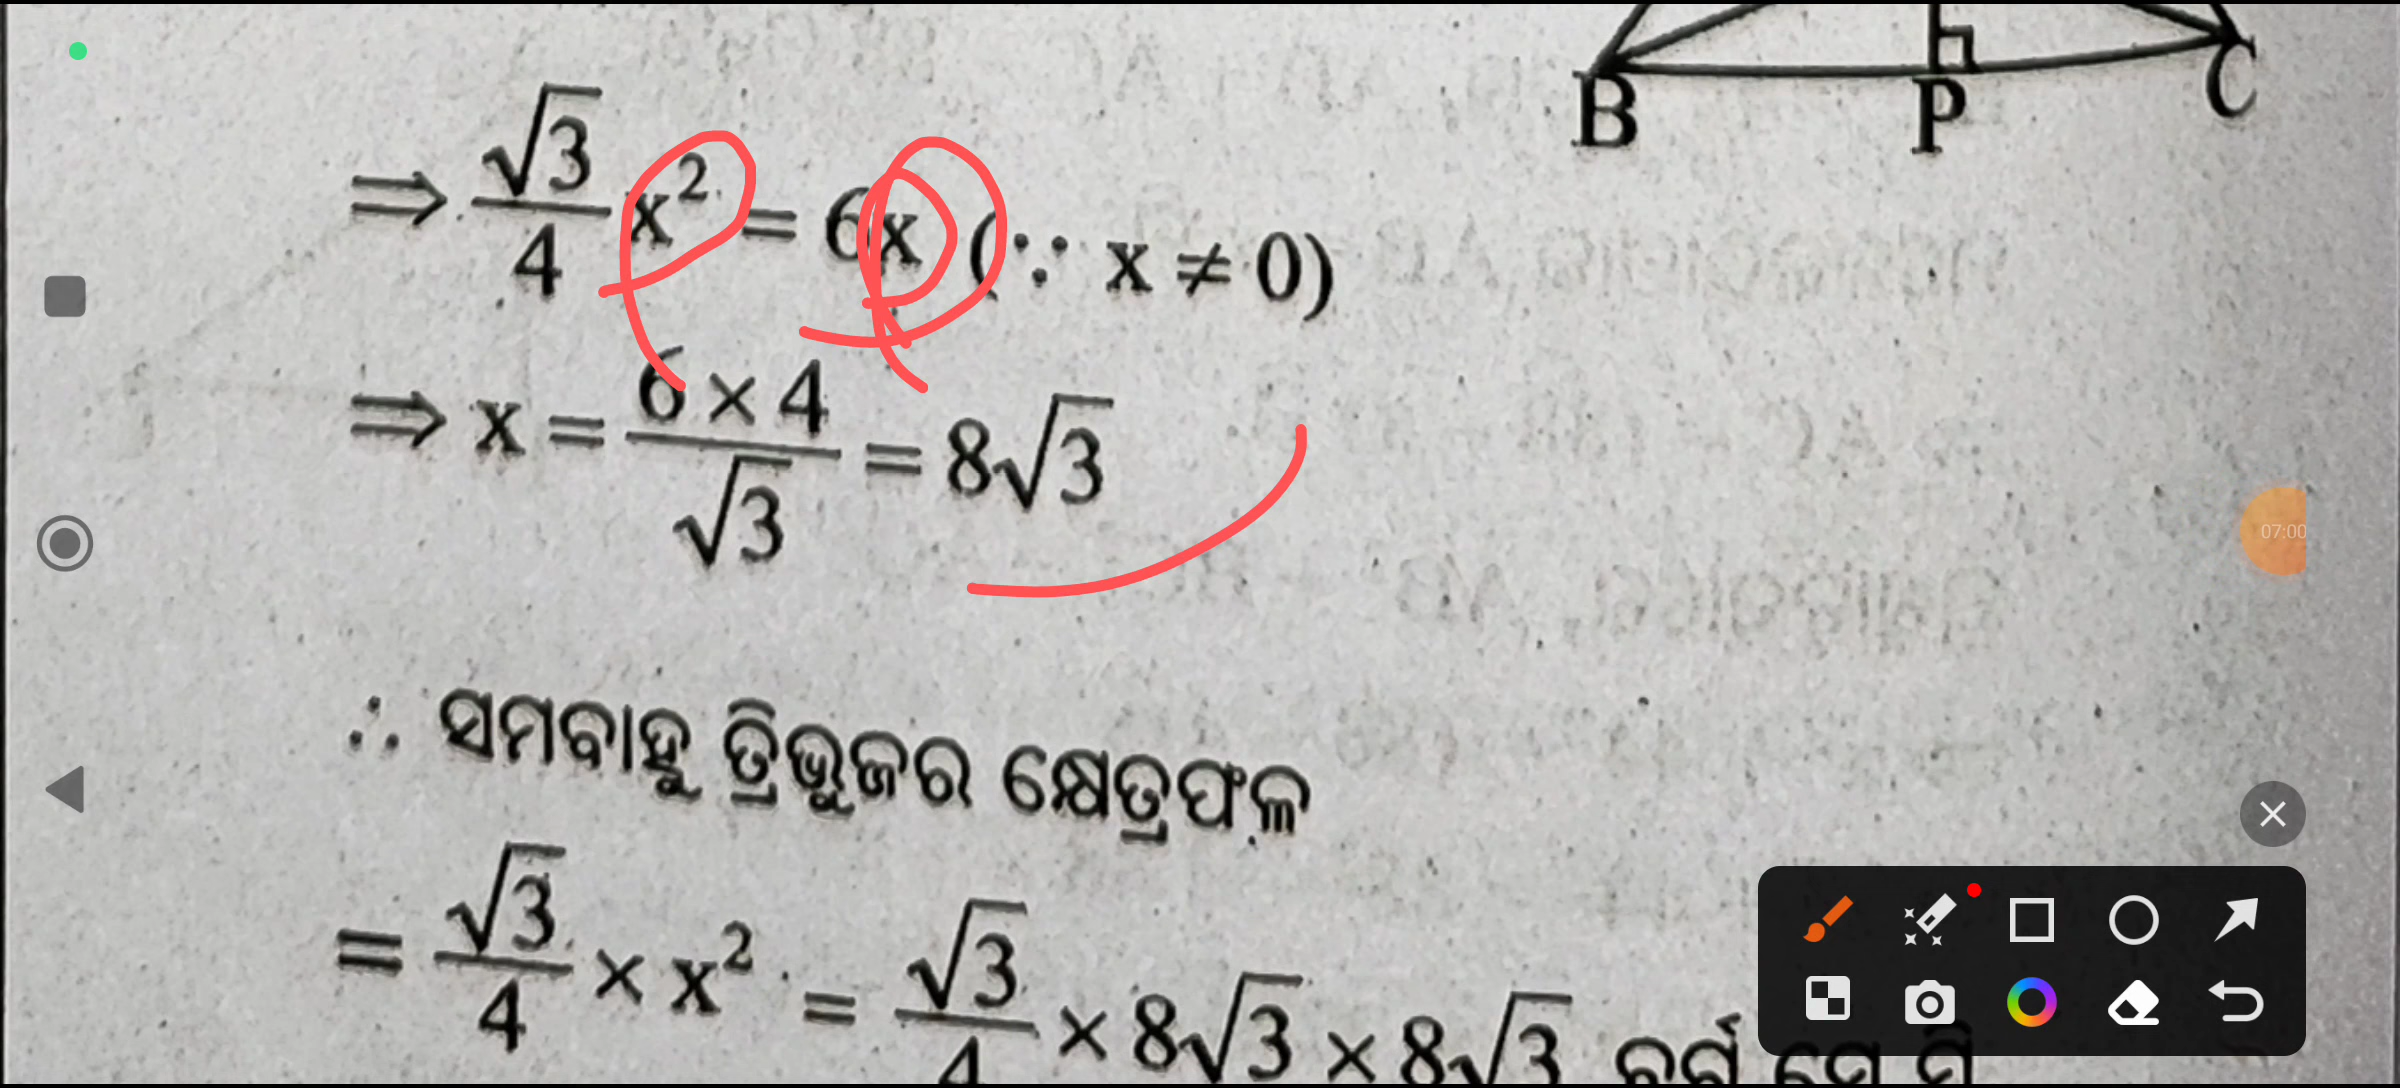 B P C
⇒ √3/4 x² = 6x (∵ x ≠ 0)
⇒ x = 6 × 4/√3 = 8√3
07:00
∴ ସମବାହୁ ତ୍ରିଭୁଜର କ୍ଷେତ୍ରଫଳ
= √3/4 × x² = √3/4 × 8√3 × 8√3 ବର୍ଗ ସେ ମି